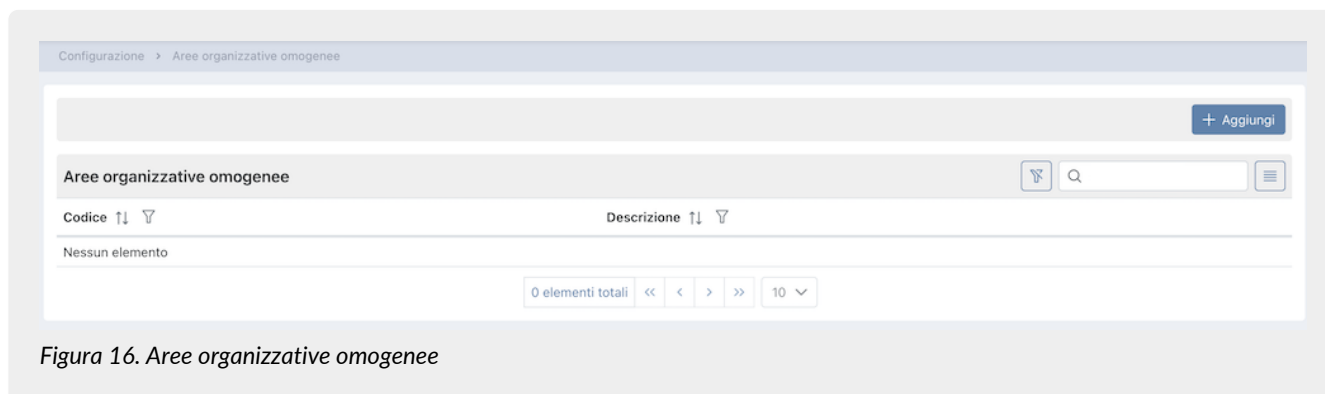 Configurazione > Aree organizzative omogenee
+ Aggiungi
Aree organizzative omogenee
Codice Descrizione
Nessun elemento
0 elementi totali << < > >> 10
Figura 16. Aree organizzative omogenee